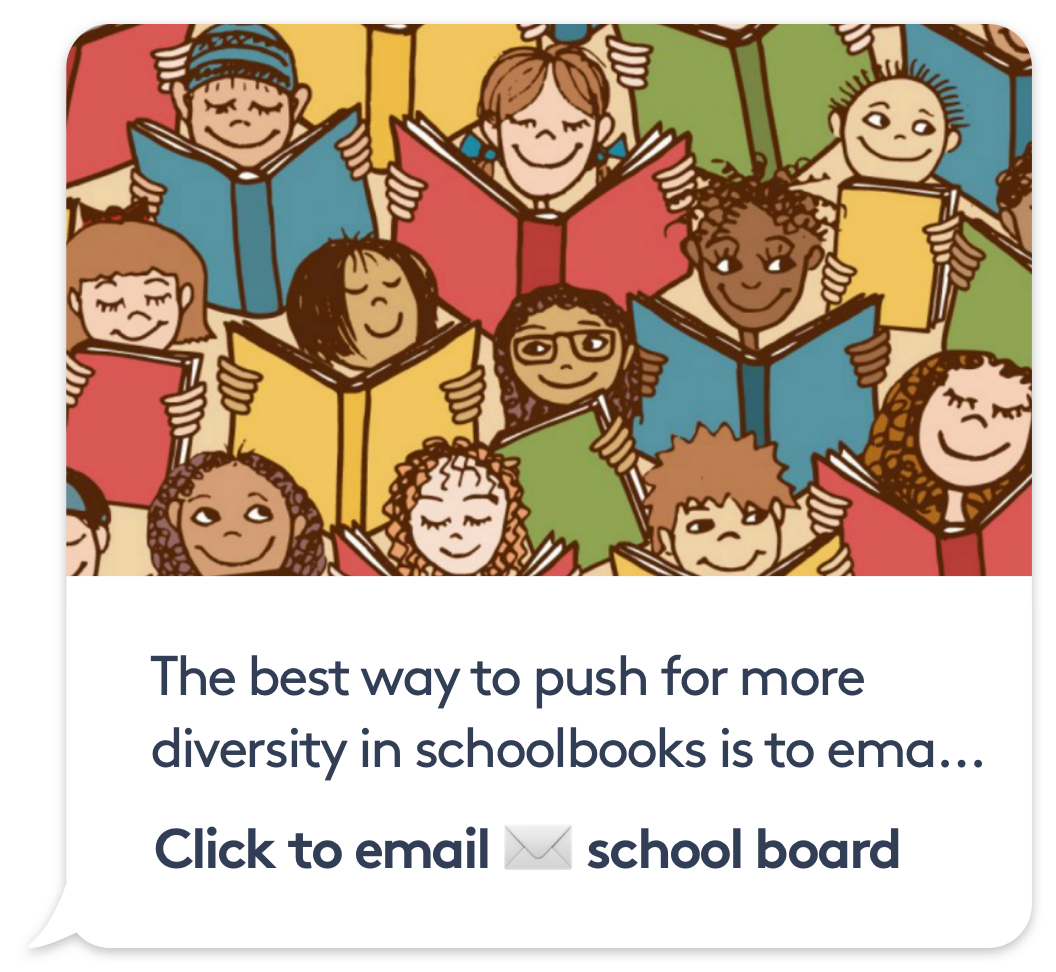 The best way to push for more
diversity in schoolbooks is to ema...
Click to email ✉️ school board